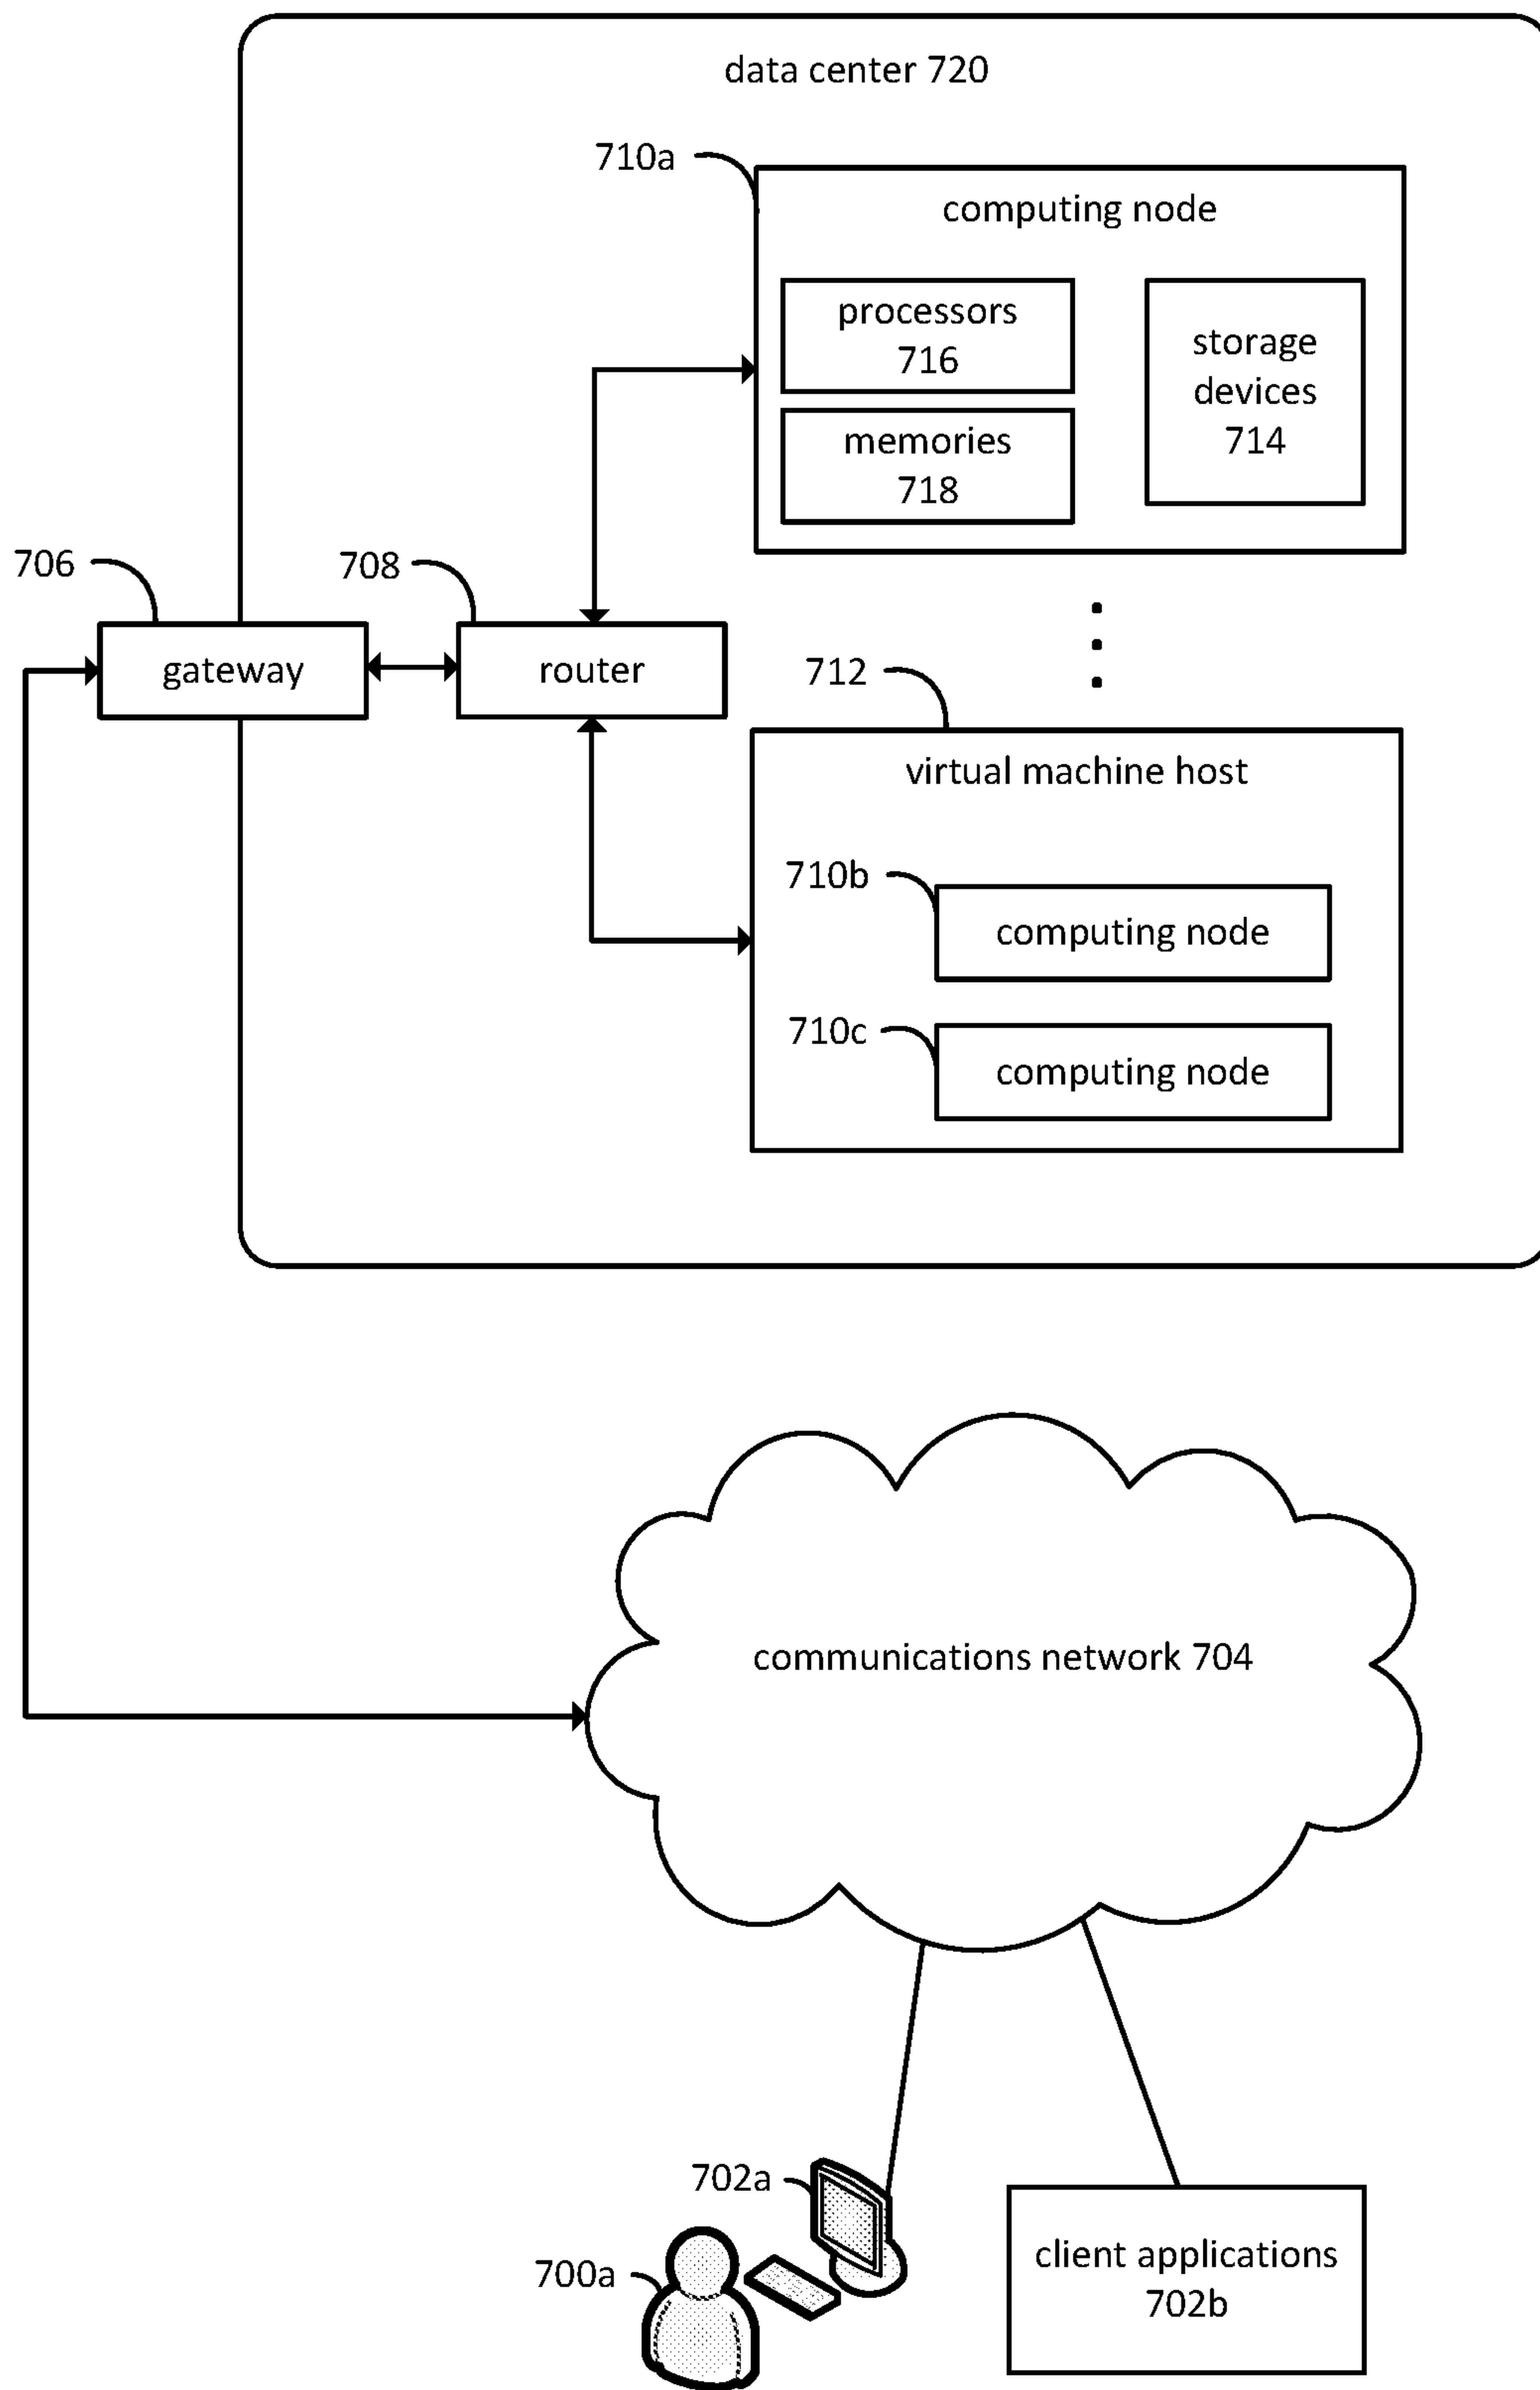 data center 720
710a
computing node
processors
716
storage
devices
714
memories
718
706
708
gateway
router
712
virtual machine host
710b
computing node
710c
computing node
communications network 704
702a
700a
client applications
702b